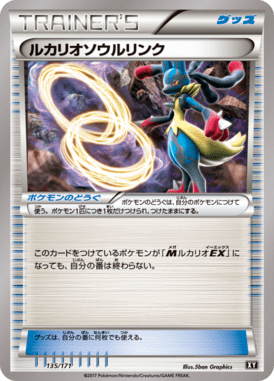 TRAINER'S
グッズ
ルカリオソウルリンク
ポケモンのどうぐ
ポケモンのどうぐは、自分のポケモンにつけて
使う。ポケモン1匹につき1枚だけつけられ、つけたままにする。
このカードをつけているポケモンが「MルカリオEX」に
なっても、自分の番は終わらない。
グッズは、自分の番に何枚でも使える。
135/171
Illus. 5ban Graphics
XY
©2017 Pokémon/Nintendo/Creatures/GAME FREAK.